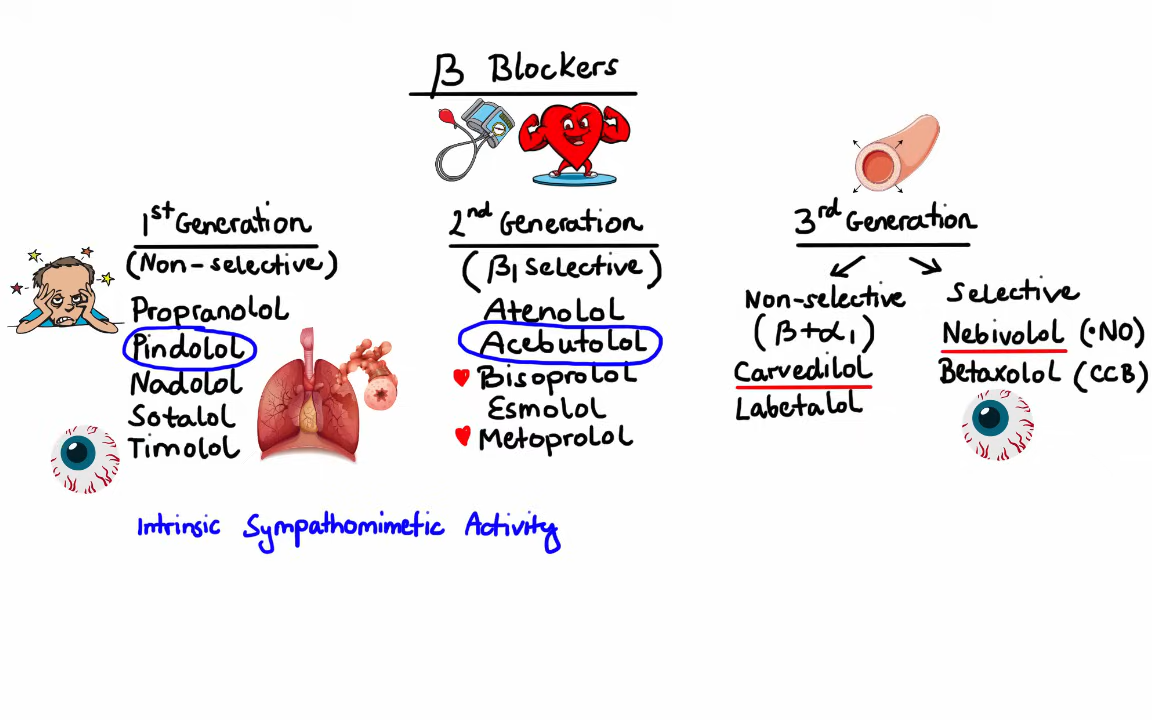 β Blockers
1st Generation
(Non-selective)
Propranolol
Pindolol
Nadolol
Sotalol
Timolol
2nd Generation
(β1 Selective)
Atenolol
Acebutolol
Bisoprolol
Esmolol
Metoprolol
3rd Generation
Non-selective
(β+α1)
Carvedilol
Labetalol
Selective
Nebivolol (·NO)
Betaxolol (CCB)
Intrinsic Sympathomimetic Activity